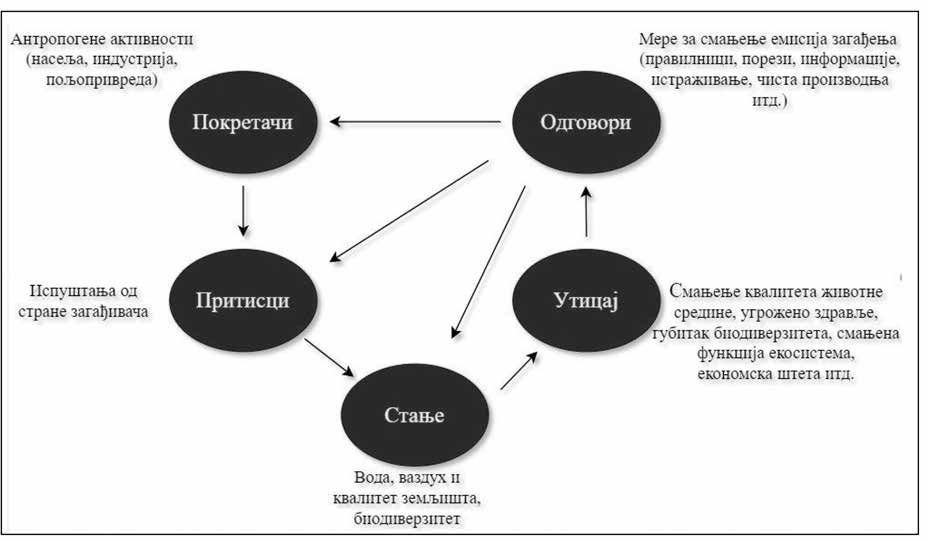 Антропогене активности
(насеља, индустрија,
пољопривреда)
Мере за смањење емисија загађења
(правилници, порези, информације,
истраживање, чиста производња
итд.)
Покретачи
Одговори
Испуштања од
стране загађивача
Притисци
Утицај
Смањење квалитета животне
средине, угрожено здравље,
губитак биодиверзитета, смањена
функција екосистема,
економска штета итд.
Стање
Вода, ваздух и
квалитет земљишта,
биодиверзитет